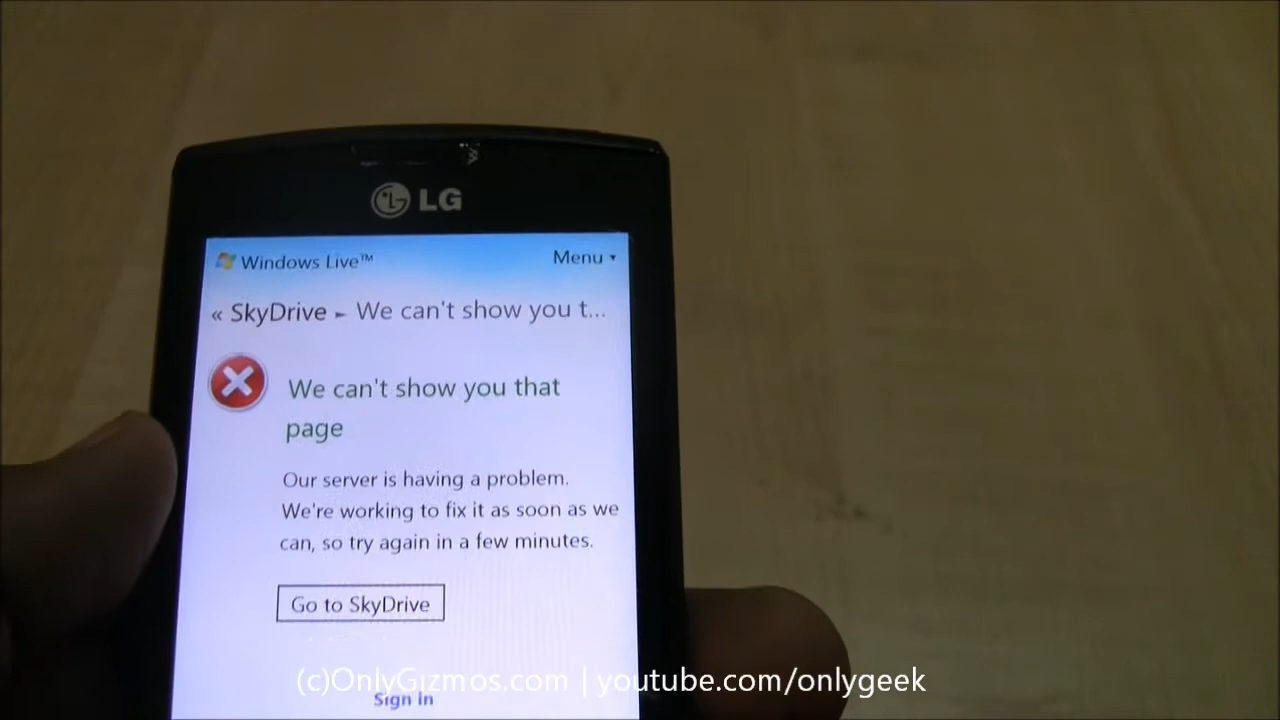 LG
Windows Live™ Menu ▾
« SkyDrive ► We can't show you t...
We can't show you that
page
Our server is having a problem.
We're working to fix it as soon as we
can, so try again in a few minutes.
Go to SkyDrive
(c)OnlyGizmos.com | youtube.com/onlygeek
Sign in